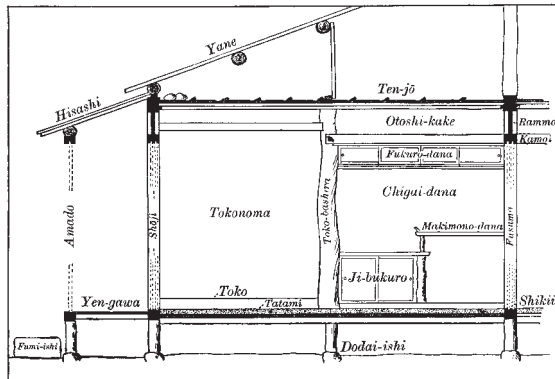 Yane
Hisashi
Ten-jō
Otoshi-kake
Rammo
Kamo
Fukuro-dana
Chigui-dana
Amado
Shōji
Tokonoma
Toko-bashira
Makimono-dana
Fusuma
Ji-bukuro
Toko
Tatami
Yen-gawa
Shikii
Fumi-ishi
Dodai-ishi